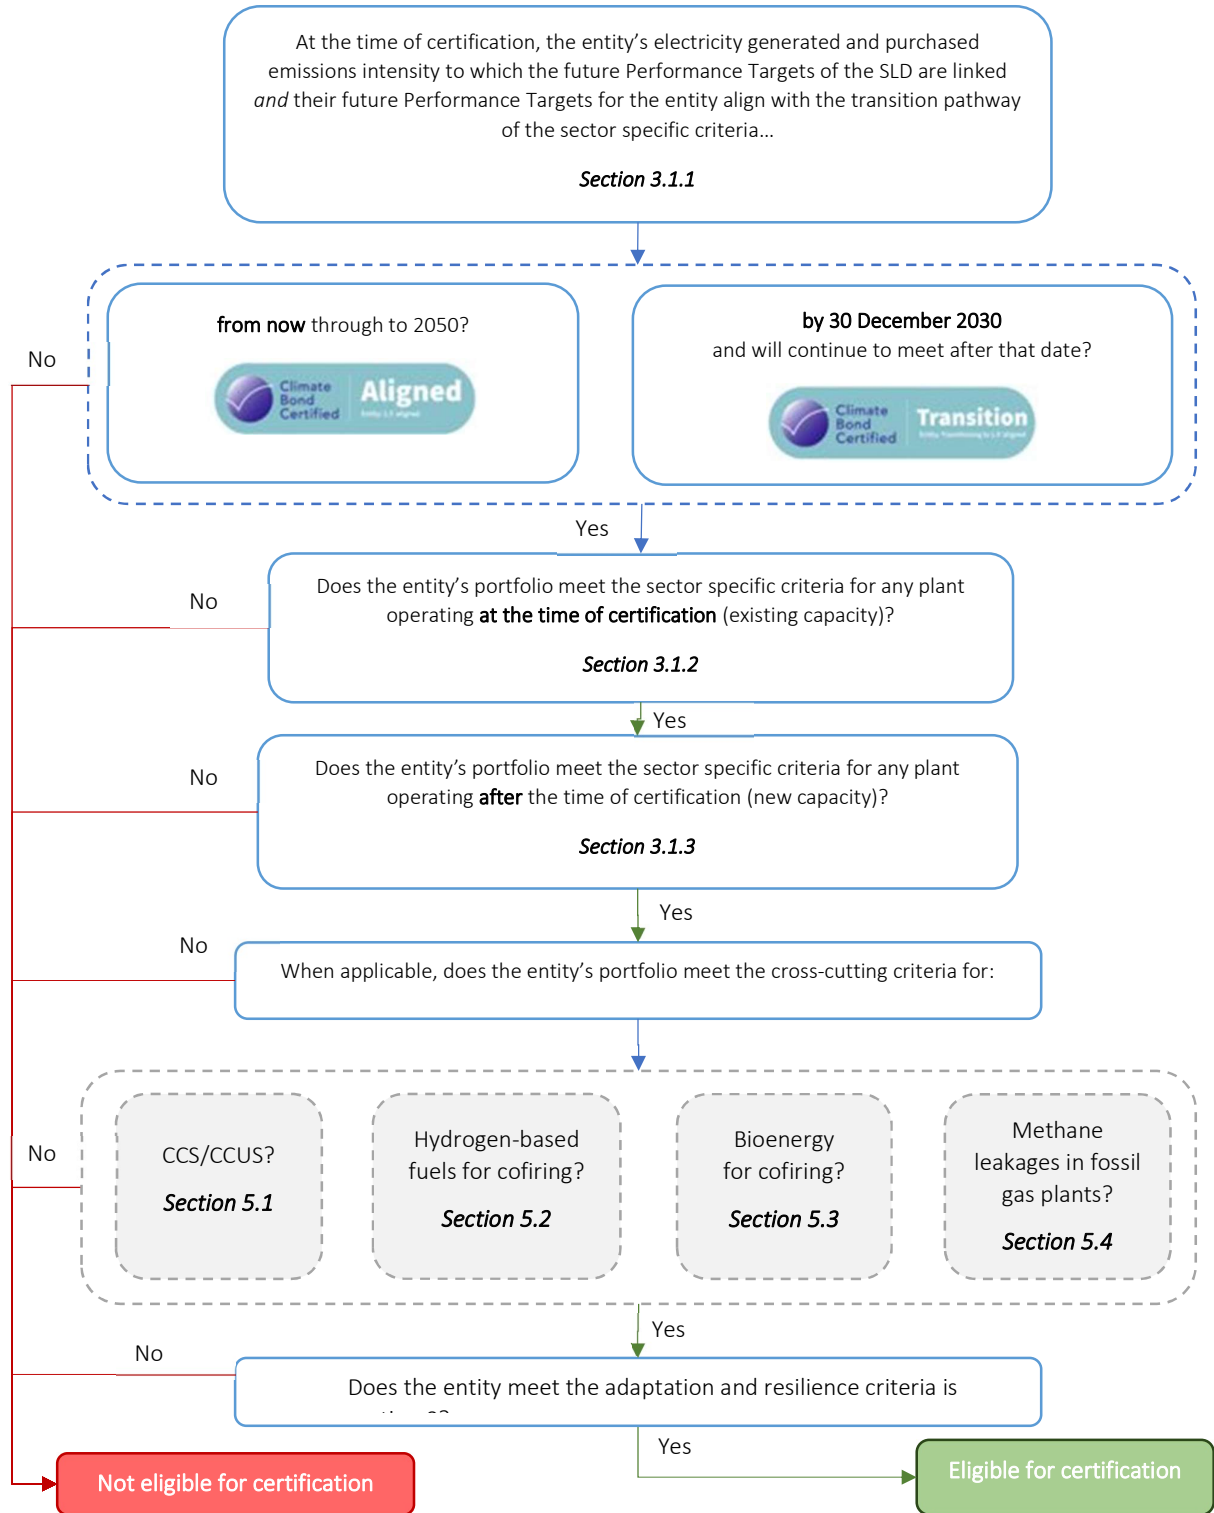 At the time of certification, the entity's electricity generated and purchased
emissions intensity to which the future Performance Targets of the SLD are linked
and their future Performance Targets for the entity align with the transition pathway
of the sector specific criteria...
Section 3.1.1
No
from now through to 2050?
Climate
Bond
Certified
Aligned
by 30 December 2030
and will continue to meet after that date?
Climate
Bond
Certified
Transition
Yes
No
Does the entity's portfolio meet the sector specific criteria for any plant
operating at the time of certification (existing capacity)?
Section 3.1.2
Yes
No
Does the entity's portfolio meet the sector specific criteria for any plant
operating after the time of certification (new capacity)?
Section 3.1.3
Yes
No
When applicable, does the entity's portfolio meet the cross-cutting criteria for:
No
CCS/CCUS?
Section 5.1
Hydrogen-based
fuels for cofiring?
Section 5.2
Bioenergy
for cofiring?
Section 5.3
Methane
leakages in fossil
gas plants?
Section 5.4
Yes
No
Does the entity meet the adaptation and resilience criteria is
Yes
Not eligible for certification
Eligible for certification